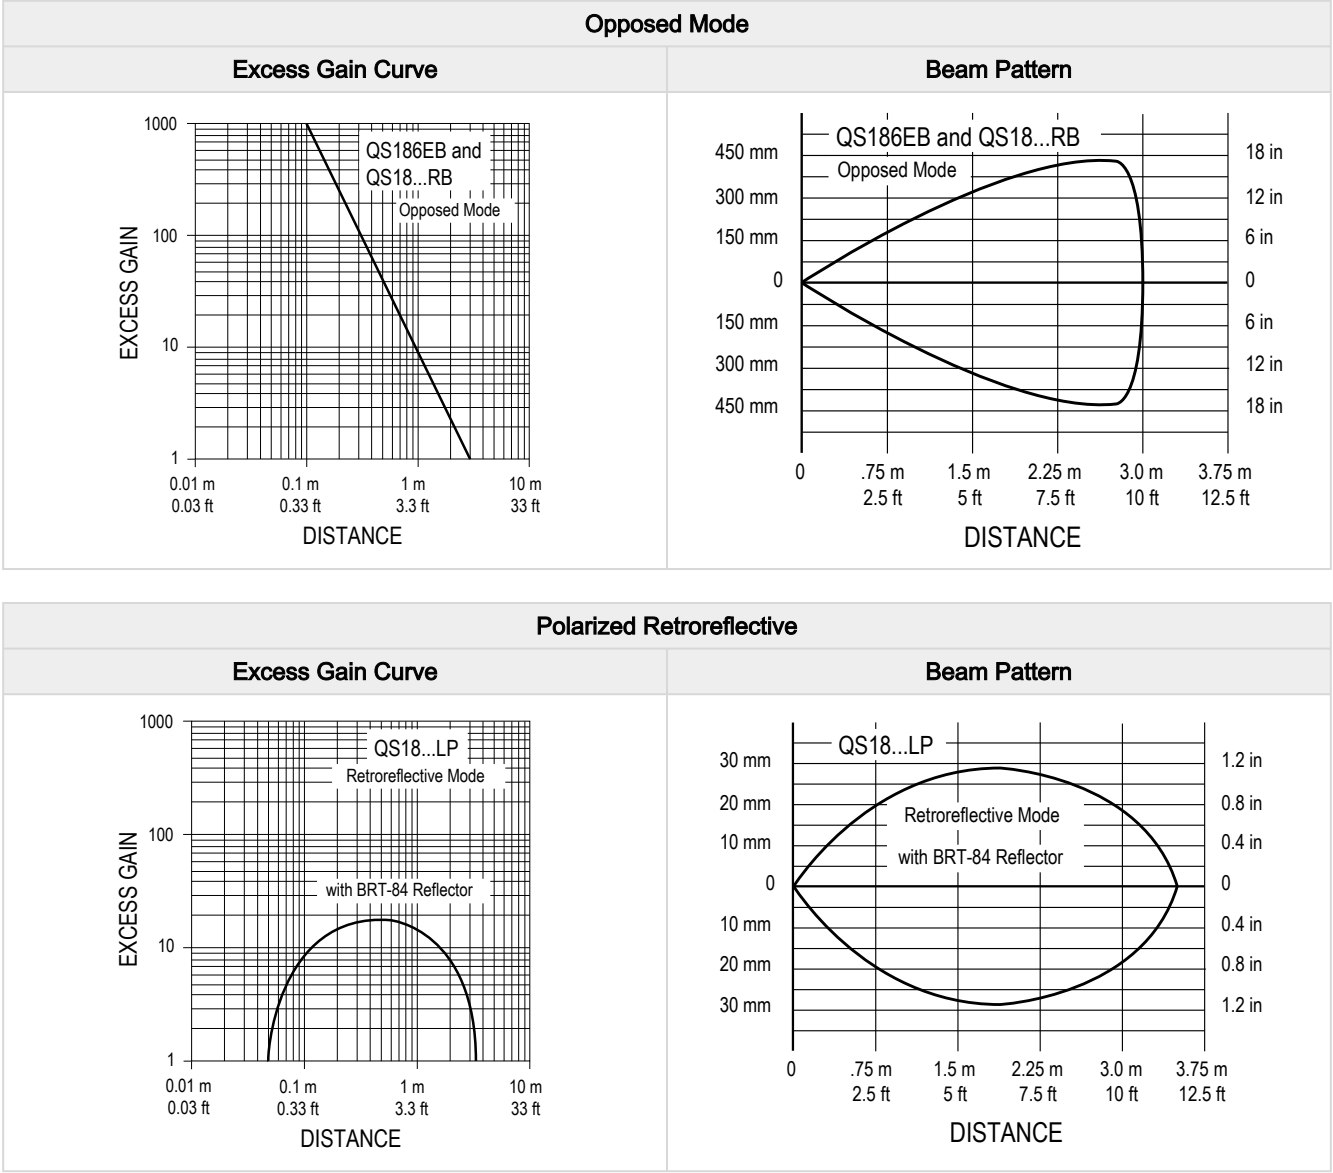 Opposed Mode
Excess Gain Curve
Beam Pattern
1000
100
10
1
EXCESS GAIN
QS186EB and
QS18...RB
Opposed Mode
0.01 m
0.1 m
1 m
10 m
0.03 ft
0.33 ft
3.3 ft
33 ft
DISTANCE
QS186EB and QS18...RB
Opposed Mode
450 mm
300 mm
150 mm
0
150 mm
300 mm
450 mm
18 in
12 in
6 in
0
6 in
12 in
18 in
0
.75 m
1.5 m
2.25 m
3.0 m
3.75 m
2.5 ft
5 ft
7.5 ft
10 ft
12.5 ft
DISTANCE
Polarized Retroreflective
Excess Gain Curve
Beam Pattern
1000
100
10
1
EXCESS GAIN
QS18...LP
Retroreflective Mode
with BRT-84 Reflector
0.01 m
0.1 m
1 m
10 m
0.03 ft
0.33 ft
3.3 ft
33 ft
DISTANCE
QS18...LP
Retroreflective Mode
with BRT-84 Reflector
30 mm
20 mm
10 mm
0
10 mm
20 mm
30 mm
1.2 in
0.8 in
0.4 in
0
0.4 in
0.8 in
1.2 in
0
.75 m
1.5 m
2.25 m
3.0 m
3.75 m
2.5 ft
5 ft
7.5 ft
10 ft
12.5 ft
DISTANCE